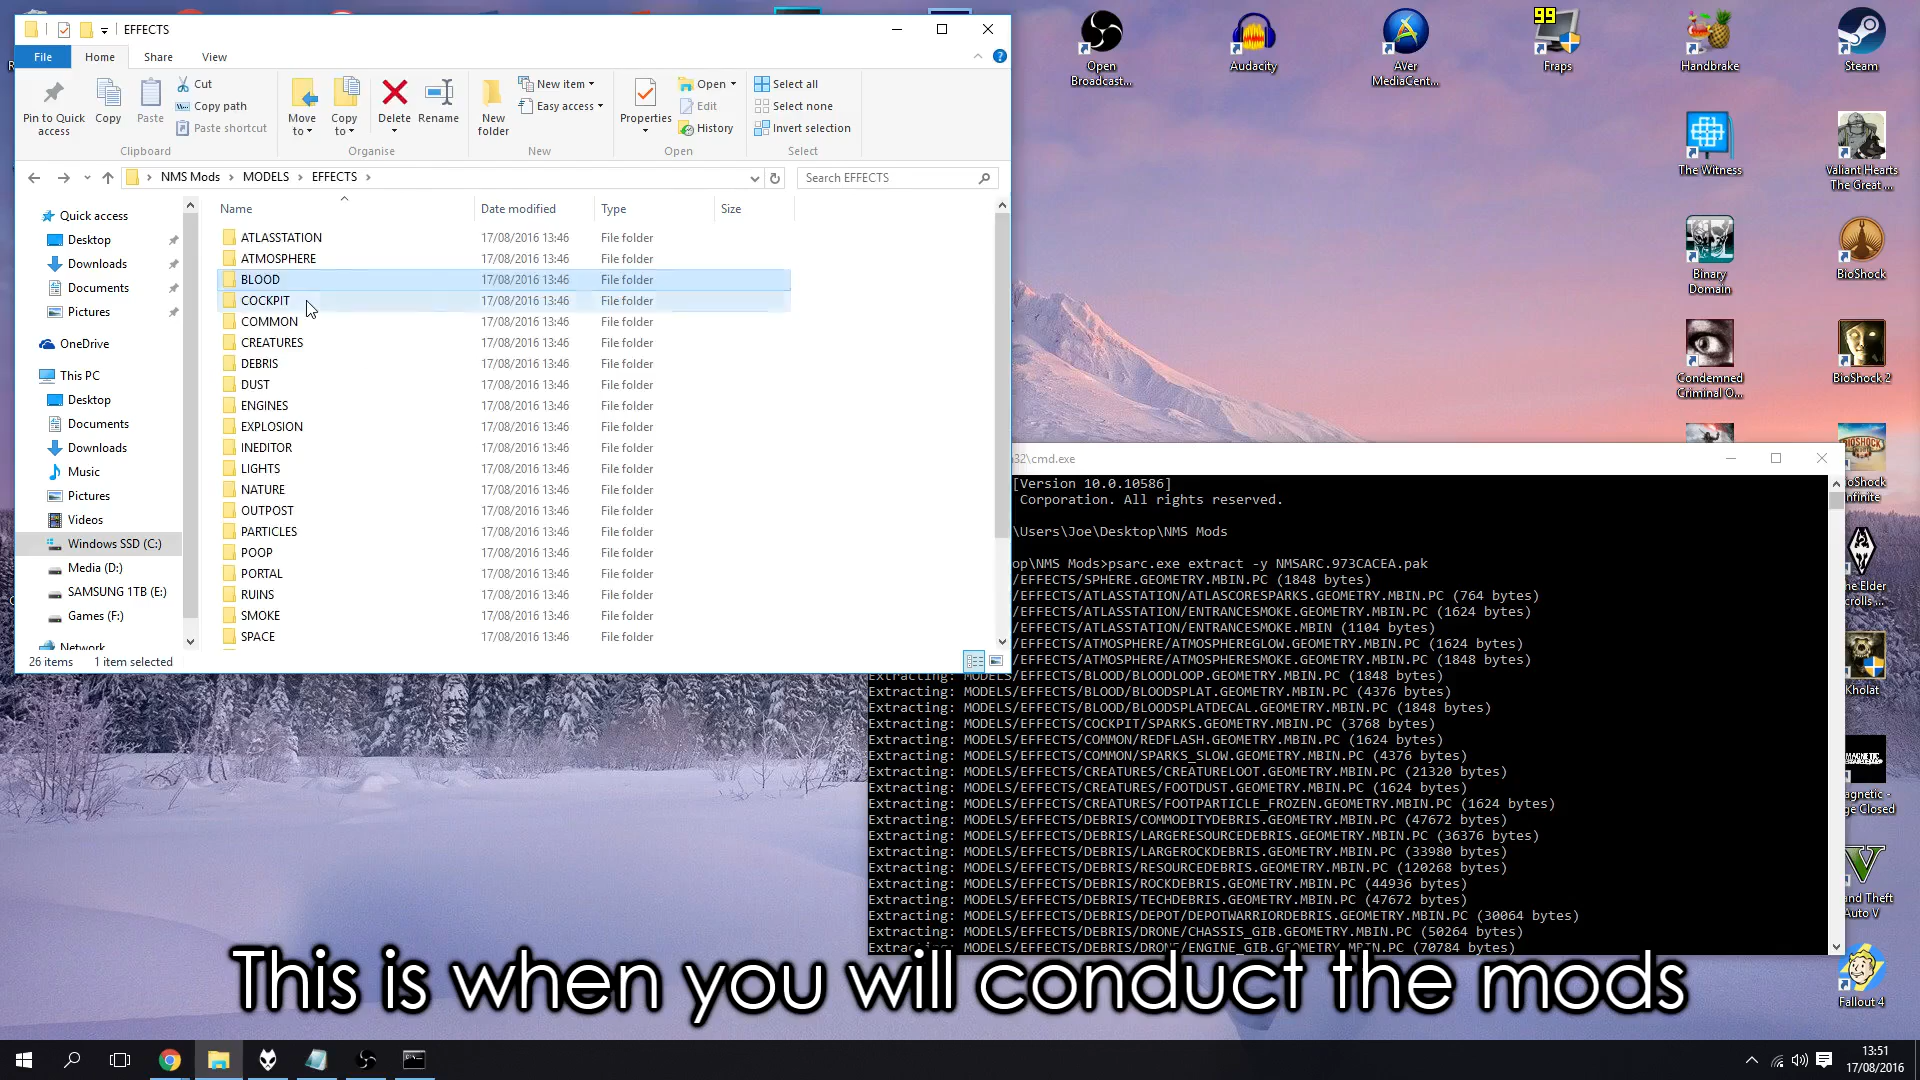 EFFECTS
File
Home
Share
View
Pin to Quick
access
Copy
Paste
Cut
Copy path
Paste shortcut
Clipboard
Move
to
Copy
to
Delete
Rename
Organise
New
folder
New item
Easy access
New
Properties
Open
Edit
History
Open
Select all
Select none
Invert selection
Select
NMS Mods
MODELS
EFFECTS
Search EFFECTS
Quick access
Desktop
Downloads
Documents
Pictures
OneDrive
This PC
Desktop
Documents
Downloads
Music
Pictures
Videos
Windows SSD (C:)
Media (D:)
SAMSUNG 1TB (E:)
Games (F:)
Network
Name Date modified Type Size
ATLASSTATION 17/08/2016 13:46 File folder
ATMOSPHERE 17/08/2016 13:46 File folder
BLOOD 17/08/2016 13:46 File folder
COCKPIT 17/08/2016 13:46 File folder
COMMON 17/08/2016 13:46 File folder
CREATURES 17/08/2016 13:46 File folder
DEBRIS 17/08/2016 13:46 File folder
DUST 17/08/2016 13:46 File folder
ENGINES 17/08/2016 13:46 File folder
EXPLOSION 17/08/2016 13:46 File folder
INEDITOR 17/08/2016 13:46 File folder
LIGHTS 17/08/2016 13:46 File folder
NATURE 17/08/2016 13:46 File folder
OUTPOST 17/08/2016 13:46 File folder
PARTICLES 17/08/2016 13:46 File folder
POOP 17/08/2016 13:46 File folder
PORTAL 17/08/2016 13:46 File folder
RUINS 17/08/2016 13:46 File folder
SMOKE 17/08/2016 13:46 File folder
SPACE 17/08/2016 13:46 File folder
26 items 1 item selected
Open
Broadcast...
Audacity
AVer
MediaCent...
99
Fraps
Handbrake
Steam
The Witness
Valiant Hearts
The Great ...
Binary
Domain
BioShock
Condemned
Criminal O...
BioShock 2
32\cmd.exe
[Version 10.0.10586]
Corporation. All rights reserved.
\Users\Joe\Desktop\NMS Mods
op\NMS Mods>psarc.exe extract -y NMSARC.973CACEA.pak
/EFFECTS/SPHERE.GEOMETRY.MBIN.PC (1848 bytes)
/EFFECTS/ATLASSTATION/ATLASCORESPARKS.GEOMETRY.MBIN.PC (764 bytes)
/EFFECTS/ATLASSTATION/ENTRANCESMOKE.GEOMETRY.MBIN.PC (1624 bytes)
/EFFECTS/ATLASSTATION/ENTRANCESMOKE.MBIN (1104 bytes)
/EFFECTS/ATMOSPHERE/ATMOSPHEREGLOW.GEOMETRY.MBIN.PC (1624 bytes)
/EFFECTS/ATMOSPHERE/ATMOSPHERESMOKE.GEOMETRY.MBIN.PC (1848 bytes)
Extracting: MODELS/EFFECTS/BLOOD/BLOODLOOP.GEOMETRY.MBIN.PC (1848 bytes)
Extracting: MODELS/EFFECTS/BLOOD/BLOODSPLAT.GEOMETRY.MBIN.PC (4376 bytes)
Extracting: MODELS/EFFECTS/BLOOD/BLOODSPLATDECAL.GEOMETRY.MBIN.PC (1848 bytes)
Extracting: MODELS/EFFECTS/COCKPIT/SPARKS.GEOMETRY.MBIN.PC (3768 bytes)
Extracting: MODELS/EFFECTS/COMMON/REDFLASH.GEOMETRY.MBIN.PC (1624 bytes)
Extracting: MODELS/EFFECTS/COMMON/SPARKS_SLOW.GEOMETRY.MBIN.PC (4376 bytes)
Extracting: MODELS/EFFECTS/CREATURES/CREATURELOOT.GEOMETRY.MBIN.PC (21320 bytes)
Extracting: MODELS/EFFECTS/CREATURES/FOOTDUST.GEOMETRY.MBIN.PC (1624 bytes)
Extracting: MODELS/EFFECTS/CREATURES/FOOTPARTICLE_FROZEN.GEOMETRY.MBIN.PC (1624 bytes)
Extracting: MODELS/EFFECTS/DEBRIS/COMMODITYDEBRIS.GEOMETRY.MBIN.PC (47672 bytes)
Extracting: MODELS/EFFECTS/DEBRIS/LARGERESOURCEDEBRIS.GEOMETRY.MBIN.PC (36376 bytes)
Extracting: MODELS/EFFECTS/DEBRIS/LARGEROCKDEBRIS.GEOMETRY.MBIN.PC (33980 bytes)
Extracting: MODELS/EFFECTS/DEBRIS/RESOURCEDEBRIS.GEOMETRY.MBIN.PC (120268 bytes)
Extracting: MODELS/EFFECTS/DEBRIS/ROCKDEBRIS.GEOMETRY.MBIN.PC (44936 bytes)
Extracting: MODELS/EFFECTS/DEBRIS/TECHDEBRIS.GEOMETRY.MBIN.PC (47672 bytes)
Extracting: MODELS/EFFECTS/DEBRIS/DEPOT/DEPOTWARRIORDEBRIS.GEOMETRY.MBIN.PC (30064 bytes)
Extracting: MODELS/EFFECTS/DEBRIS/DRONE/CHASSIS_GIB.GEOMETRY.MBIN.PC (50264 bytes)
Extracting: MODELS/EFFECTS/DEBRIS/DRONE/ENGINE_GIB.GEOMETRY.MBIN.PC (70784 bytes)
Kholat
Auto V
Fallout 4
This is when you will conduct the mods
13:51
17/08/2016